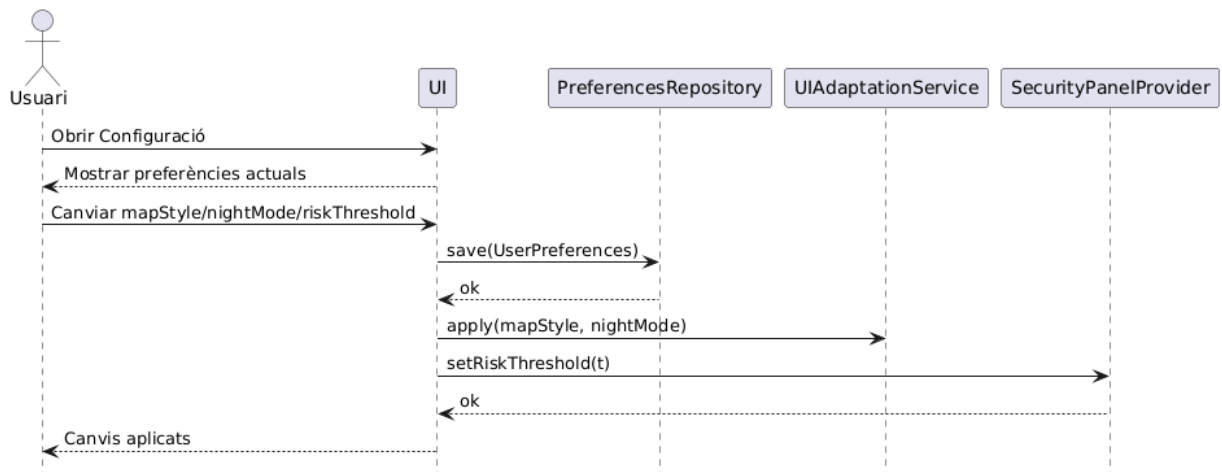 Usuari
UI
PreferencesRepository
UIAdaptationService
SecurityPanelProvider
Obrir Configuració
Mostrar preferències actuals
Canviar mapStyle/nightMode/riskThreshold
save(UserPreferences)
ok
apply(mapStyle, nightMode)
setRiskThreshold(t)
ok
Canvis aplicats